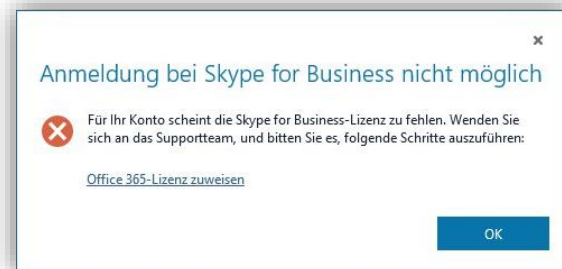 Anmeldung bei Skype for Business nicht möglich
Für Ihr Konto scheint die Skype for Business-Lizenz zu fehlen. Wenden Sie
sich an das Supportteam, und bitten Sie es, folgende Schritte auszuführen:
Office 365-Lizenz zuweisen
OK